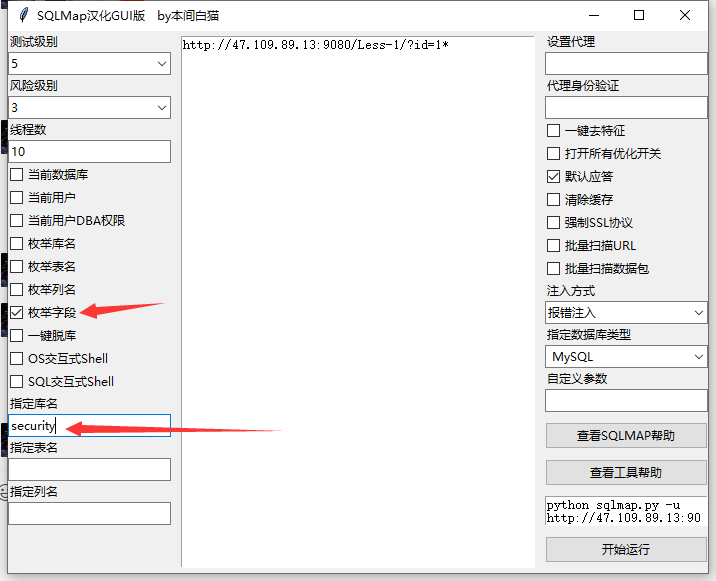 SQLMap汉化GUI版 by本间白猫
测试级别
5
风险级别
3
线程数
10
当前数据库
当前用户
当前用户DBA权限
枚举库名
枚举表名
枚举列名
枚举字段
一键脱库
OS交互式Shell
SQL交互式Shell
指定库名
security
指定表名
指定列名
http://47.109.89.13:9080/Less-1/?id=1*
设置代理
代理身份验证
一键去特征
打开所有优化开关
默认应答
清除缓存
强制SSL协议
批量扫描URL
批量扫描数据包
注入方式
报错注入
指定数据库类型
MySQL
自定义参数
查看SQLMAP帮助
查看工具帮助
python sqlmap.py -u
http://47.109.89.13:90
开始运行